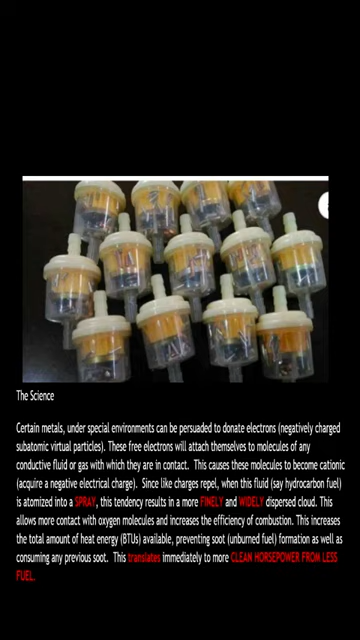 The Science
Certain metals, under special environments can be persuaded to donate electrons (negatively charged
subatomic virtual particles). These free electrons will attach themselves to molecules of any
conductive fluid or gas with which they are in contact. This causes these molecules to become cationic
(acquire a negative electrical charge). Since like charges repel, when this fluid (say hydrocarbon fuel)
is atomized into a SPRAY, this tendency results in a more FINELY and WIDELY dispersed cloud. This
allows more contact with oxygen molecules and increases the efficiency of combustion. This increases
the total amount of heat energy (BTUs) available, preventing soot (unburned fuel) formation as well as
consuming any previous soot. This translates immediately to more CLEAN HORSEPOWER FROM LESS
FUEL.